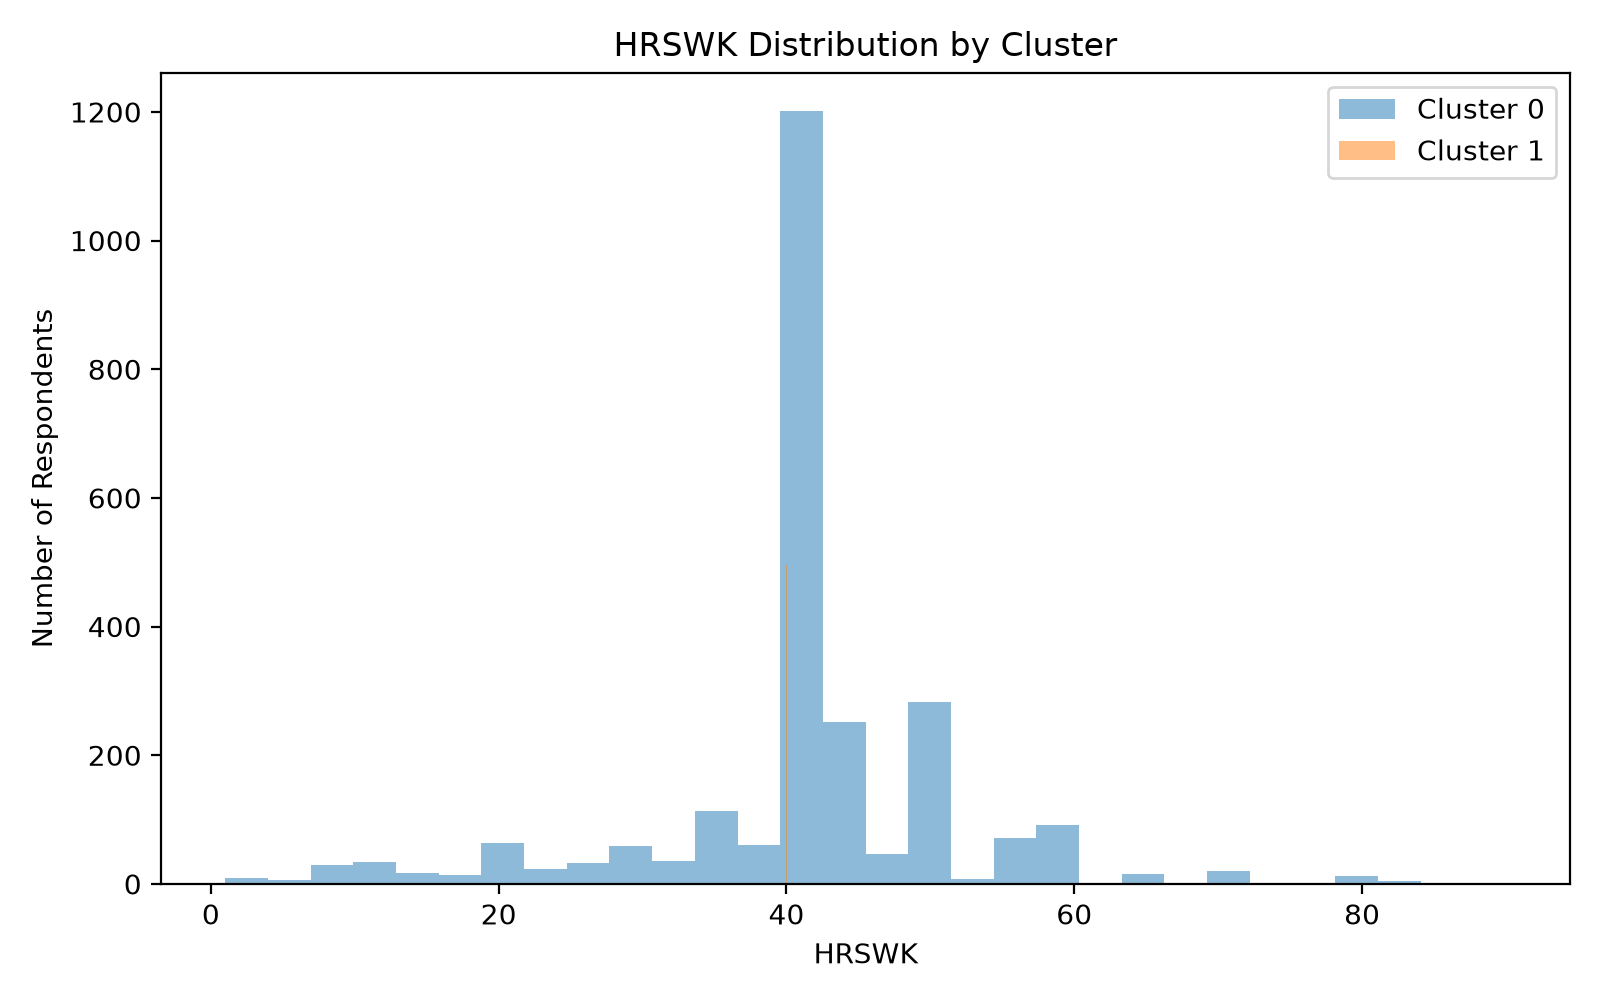 HRSWK Distribution by Cluster
Cluster 0
Cluster 1
Number of Respondents
1200
1000
800
600
400
200
0
0 20 40 60 80
HRSWK